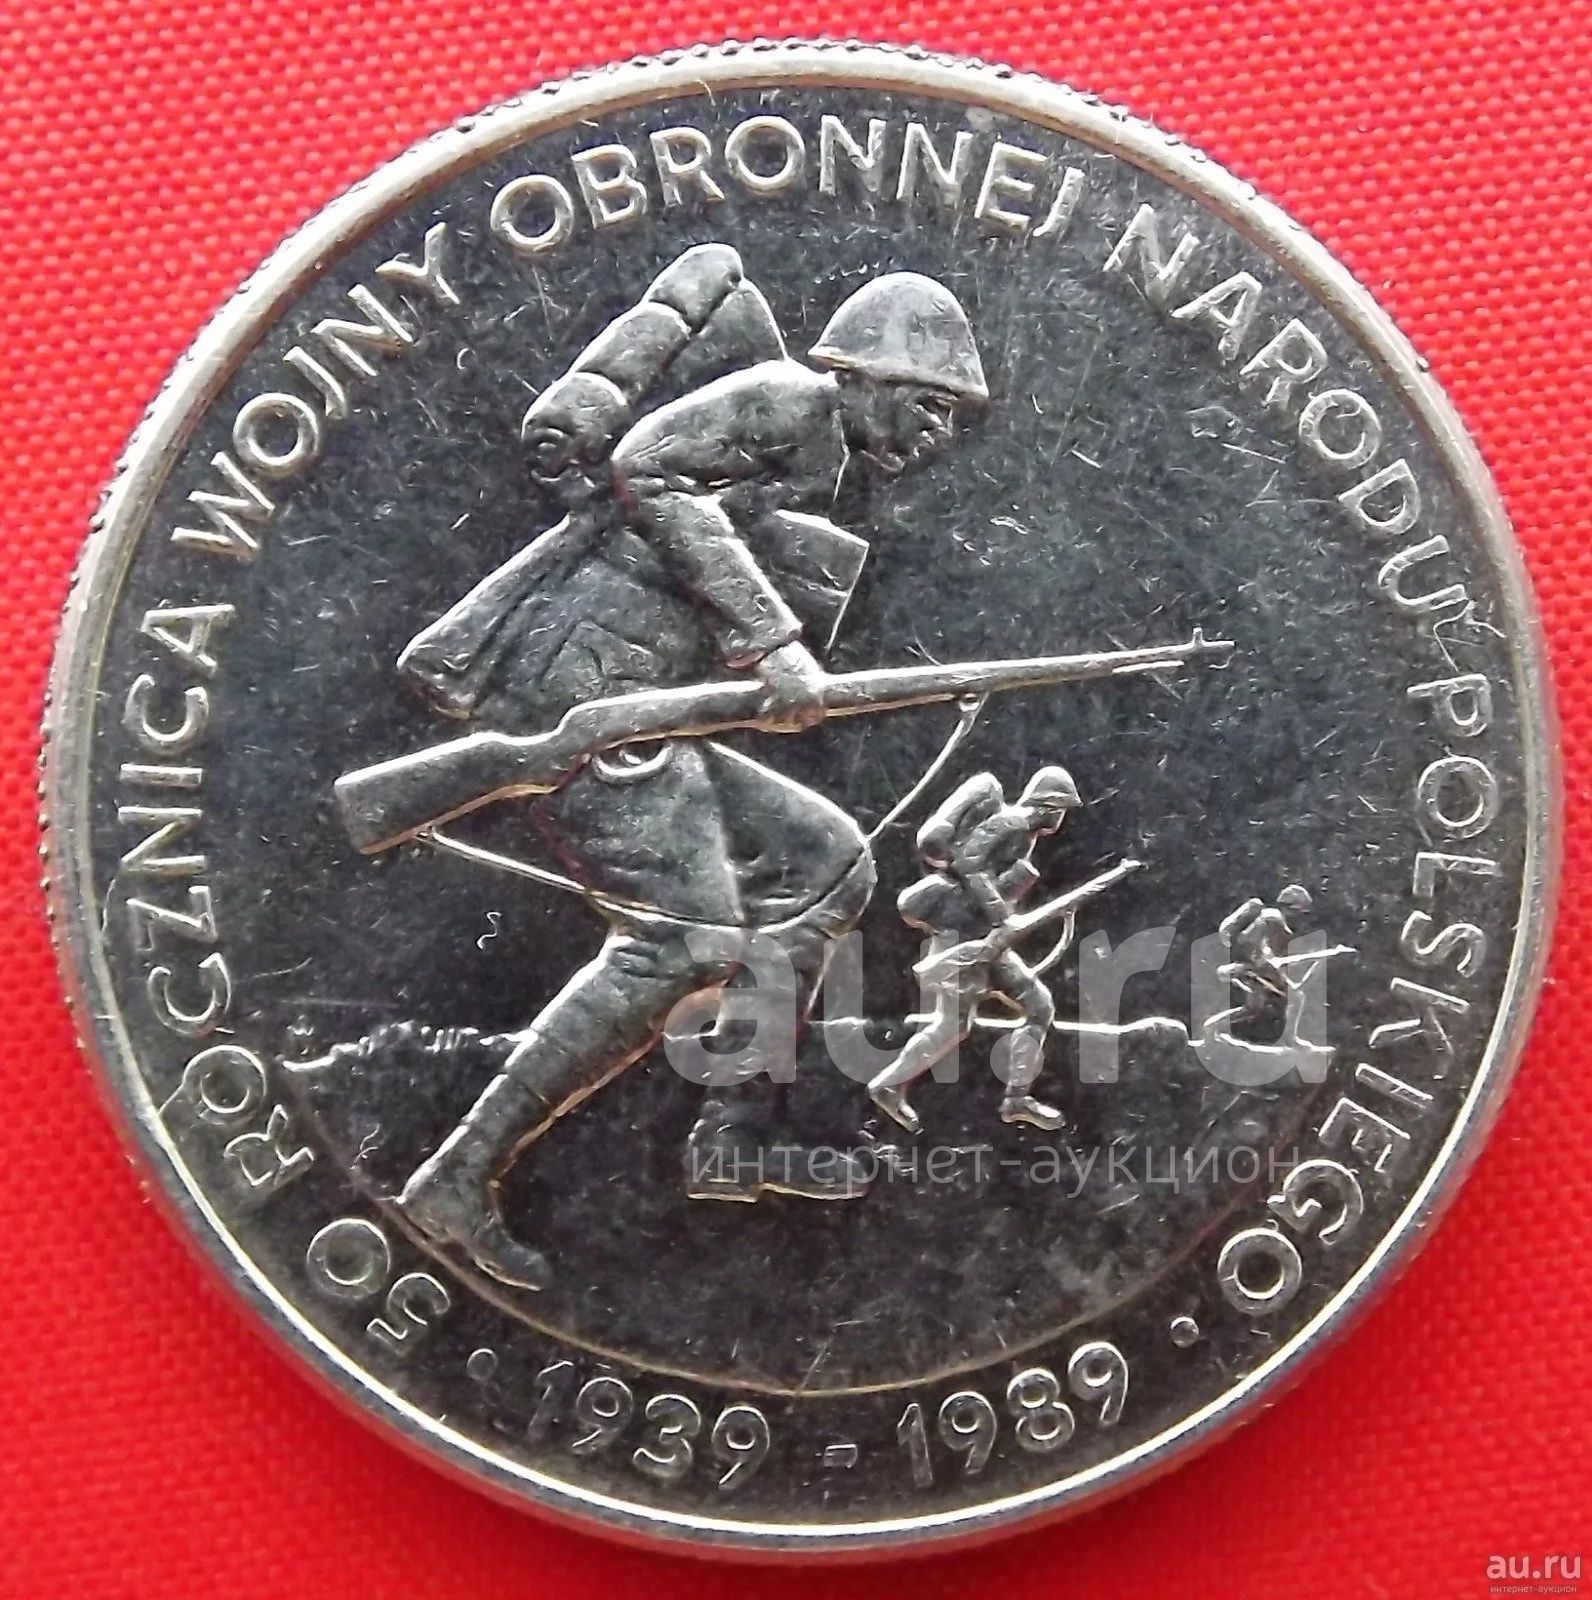 50 ROCZNICA WOJNY OBRONNEJ NARODU POLSKIEGO
· 1939 - 1989 ·
au.ru
интернет-аукцион
au.ru
интернет-аукцион